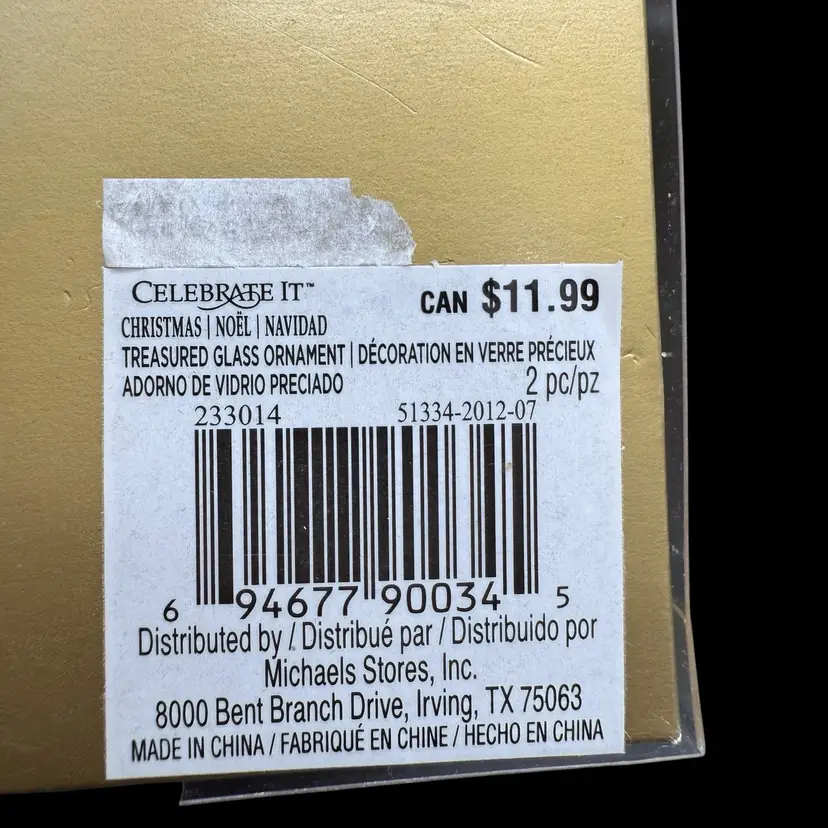 CELEBRATE IT™
CAN $11.99
CHRISTMAS | NOËL | NAVIDAD
TREASURED GLASS ORNAMENT | DÉCORATION EN VERRE PRÉCIEUX
ADORNO DE VIDRIO PRECIADO
2 pc/pz
233014
51334-2012-07
6 94677 90034 5
Distributed by / Distribué par / Distribuido por
Michaels Stores, Inc.
8000 Bent Branch Drive, Irving, TX 75063
MADE IN CHINA / FABRIQUÉ EN CHINE / HECHO EN CHINA